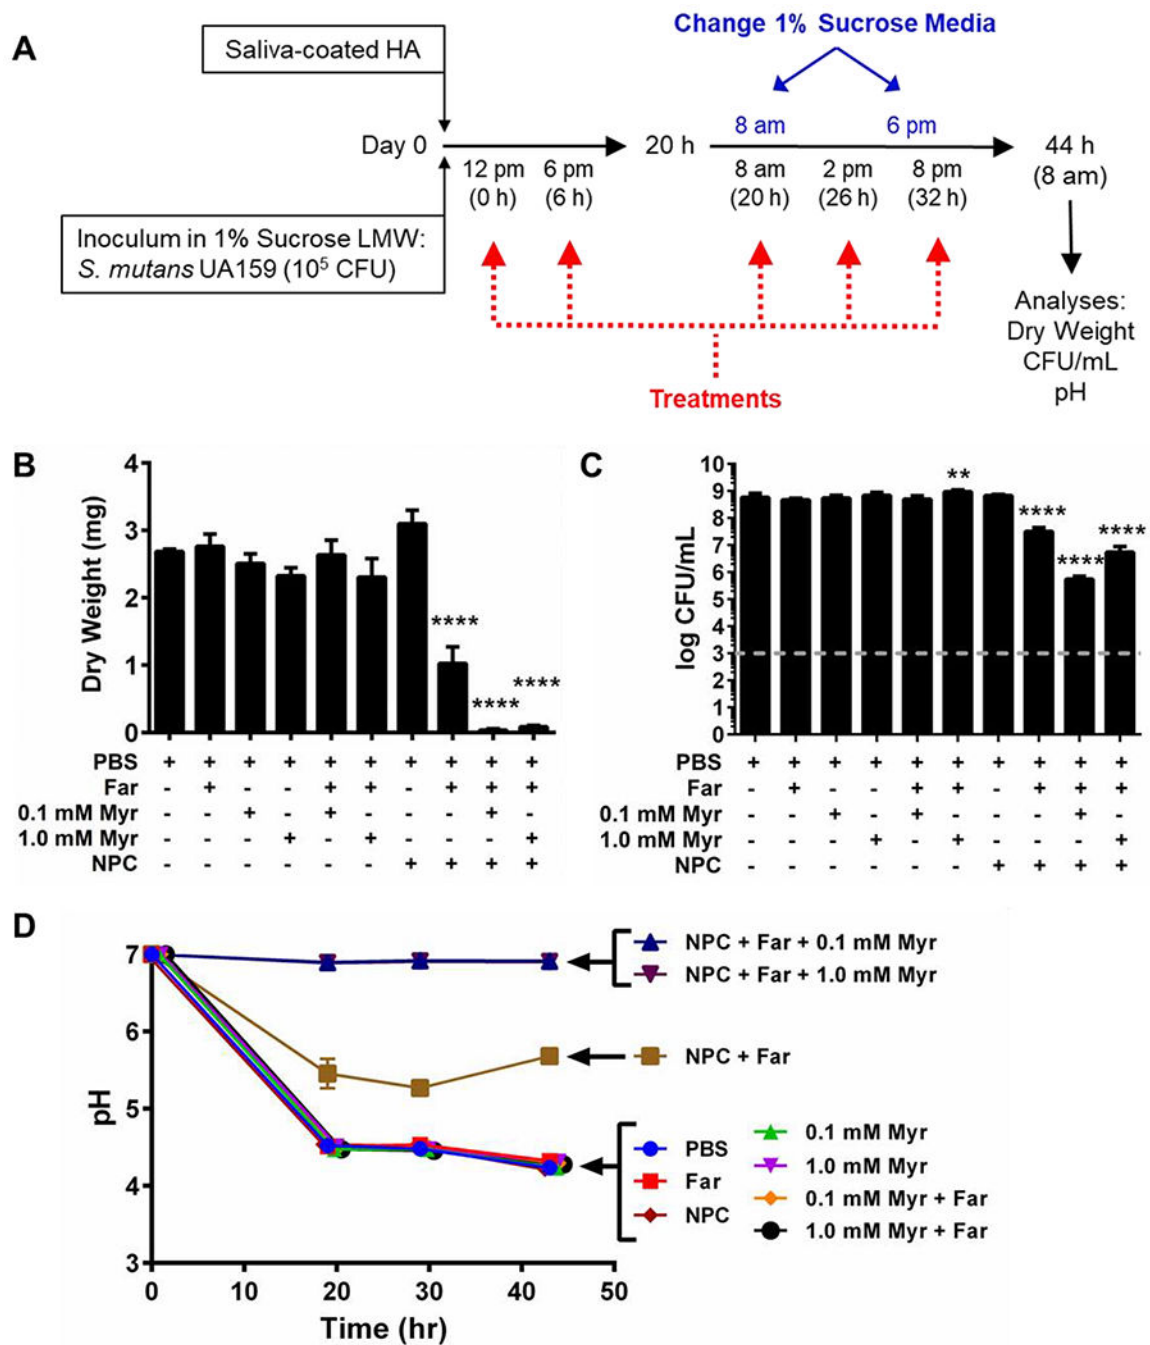 A
Change 1% Sucrose Media
Saliva-coated HA
8 am 6 pm
Day 0 20 h 44 h
(8 am)
12 pm 6 pm 8 am 2 pm 8 pm
(0 h) (6 h) (20 h) (26 h) (32 h)
Inoculum in 1% Sucrose LMW:
S. mutans UA159 (10⁵ CFU)
Treatments
Analyses:
Dry Weight
CFU/mL
pH
B
Dry Weight (mg)
4
3
2
1
0
****
****
****
PBS + + + + + + + + + +
Far - + - - + + - + + +
0.1 mM Myr - - + - + - - - + -
1.0 mM Myr - - - + - + - - - +
NPC - - - - - - + + + +
C
log CFU/mL
10
9
8
7
6
5
4
3
2
1
0
**
****
****
****
PBS + + + + + + + + + +
Far - + - - + + - + + +
0.1 mM Myr - - + - + - - - + -
1.0 mM Myr - - - + - + - - - +
NPC - - - - - - + + + +
D
pH
7
6
5
4
3
0 10 20 30 40 50
Time (hr)
NPC + Far + 0.1 mM Myr
NPC + Far + 1.0 mM Myr
NPC + Far
PBS
Far
NPC
0.1 mM Myr
1.0 mM Myr
0.1 mM Myr + Far
1.0 mM Myr + Far